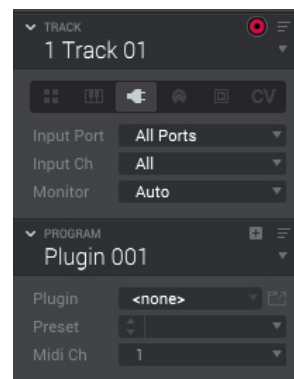 TRACK
1 Track 01
CV
Input Port All Ports
Input Ch All
Monitor Auto
PROGRAM
Plugin 001
Plugin <none>
Preset
Midi Ch 1